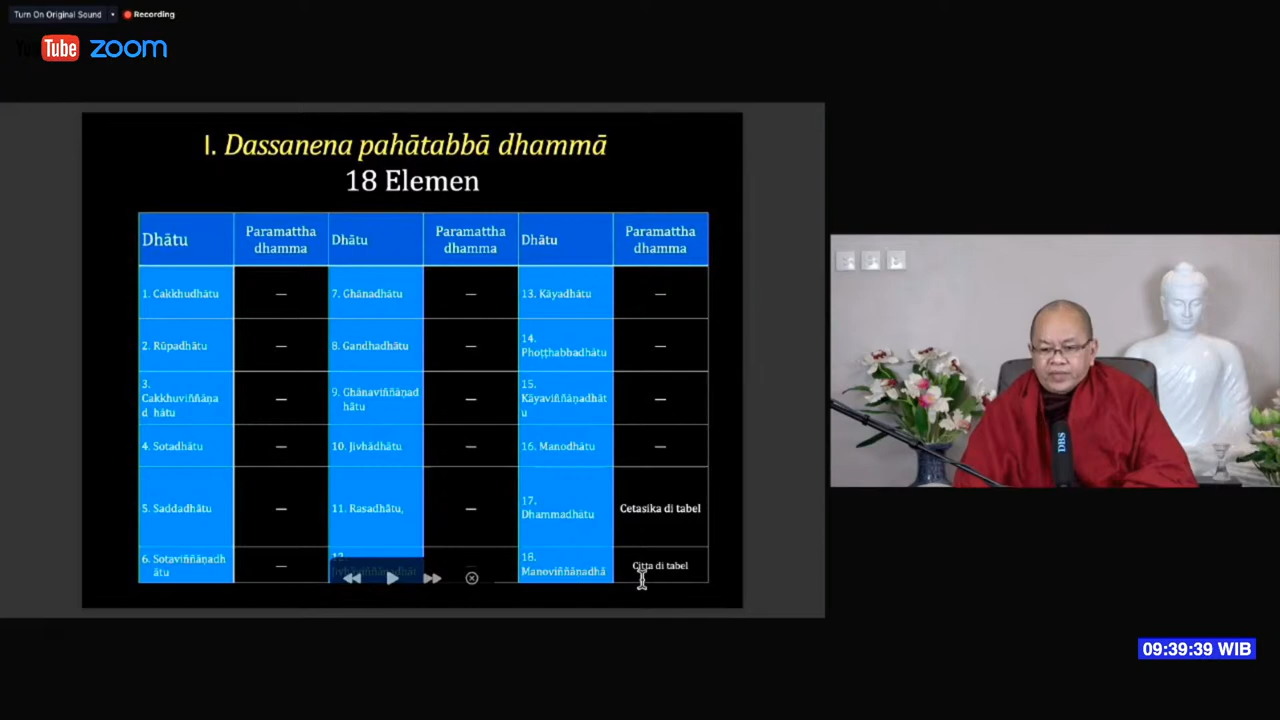 Turn On Original Sound
Recording
YouTube zoom
I. Dassanena pahātabbā dhammā
18 Elemen
Dhātu
Paramattha
dhamma
Dhātu
Paramattha
dhamma
Dhātu
Paramattha
dhamma
1. Cakkhudhātu
—
7. Ghānadhātu
—
13. Kāyadhātu
—
2. Rūpadhātu
—
8. Gandhadhātu
—
14.
Phoṭṭhabbadhātu
—
3.
Cakkhuviññāṇa
d hātu
—
9. Ghānaviññāṇad
hātu
—
15.
Kāyaviññāṇadhāt
u
—
4. Sotadhātu
—
10. Jivhādhātu
—
16. Manodhātu
—
5. Saddadhātu
—
11. Rasadhātu,
—
17.
Dhammadhātu
Cetasika di tabel
6. Sotaviññāṇadh
ātu
—
12.
18.
Manoviññānadhā
Citta di tabel
DBS
09:39:39 WIB